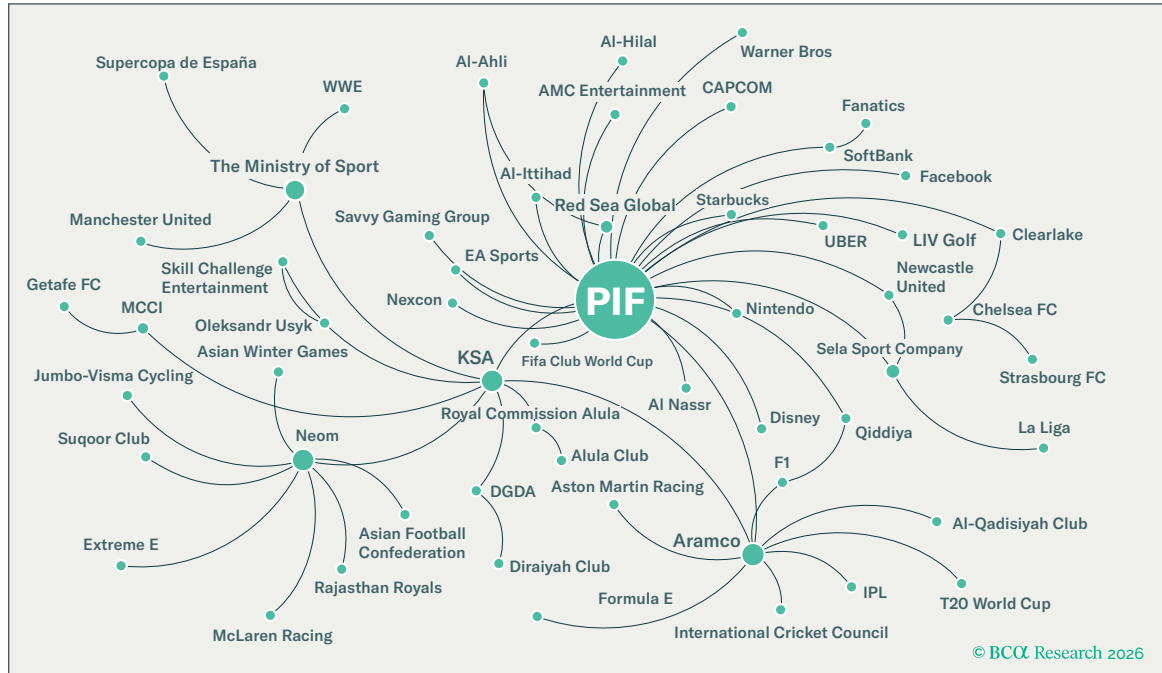 Al-Hilal
Warner Bros
Supercopa de España
Al-Ahli
WWE
AMC Entertainment
CAPCOM
Fanatics
SoftBank
The Ministry of Sport
Al-Ittihad
Facebook
Red Sea Global
Starbucks
Manchester United
Savvy Gaming Group
UBER
LIV Golf
Clearlake
EA Sports
Skill Challenge
Entertainment
Newcastle
United
Getafe FC
MCCI
Nexcon
PIF
Nintendo
Chelsea FC
Oleksandr Usyk
Asian Winter Games
KSA
Fifa Club World Cup
Sela Sport Company
Jumbo-Visma Cycling
Strasbourg FC
Al Nassr
Royal Commission Alula
Disney
Qiddiya
La Liga
Suqoor Club
Neom
Alula Club
F1
DGDA
Aston Martin Racing
Al-Qadisiyah Club
Asian Football
Confederation
Aramco
Extreme E
Diraiyah Club
Rajasthan Royals
Formula E
IPL
T20 World Cup
McLaren Racing
International Cricket Council
© BCα Research 2026